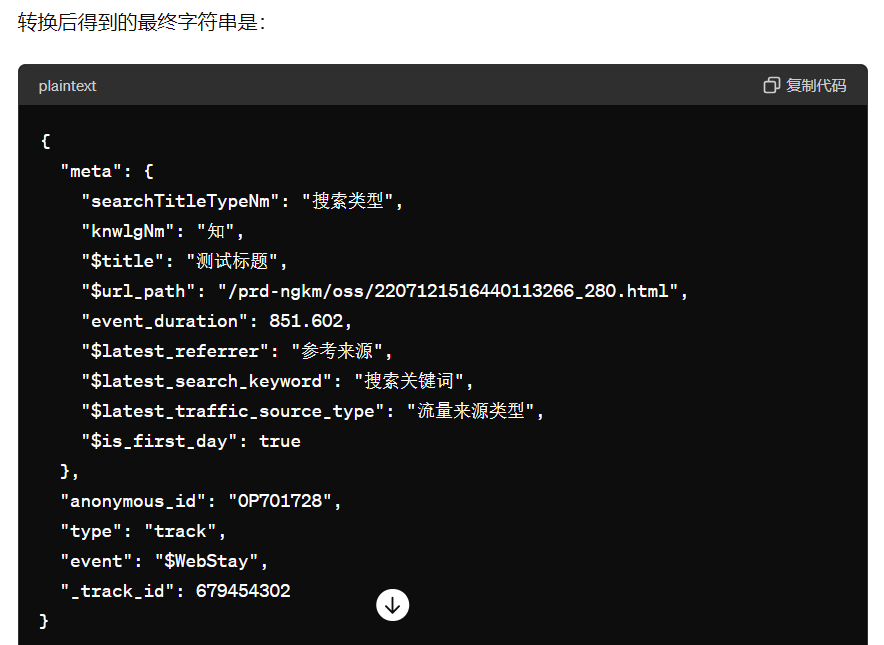 转换后得到的最终字符串是：
plaintext
复制代码
{
  "meta": {
    "searchTitleTypeNm": "搜索类型",
    "knwlgNm": "知",
    "$title": "测试标题",
    "$url_path": "/prd-ngkm/oss/2207121516440113266_280.html",
    "event_duration": 851.602,
    "$latest_referrer": "参考来源",
    "$latest_search_keyword": "搜索关键词",
    "$latest_traffic_source_type": "流量来源类型",
    "$is_first_day": true
  },
  "anonymous_id": "OP701728",
  "type": "track",
  "event": "$WebStay",
  "_track_id": 679454302
}